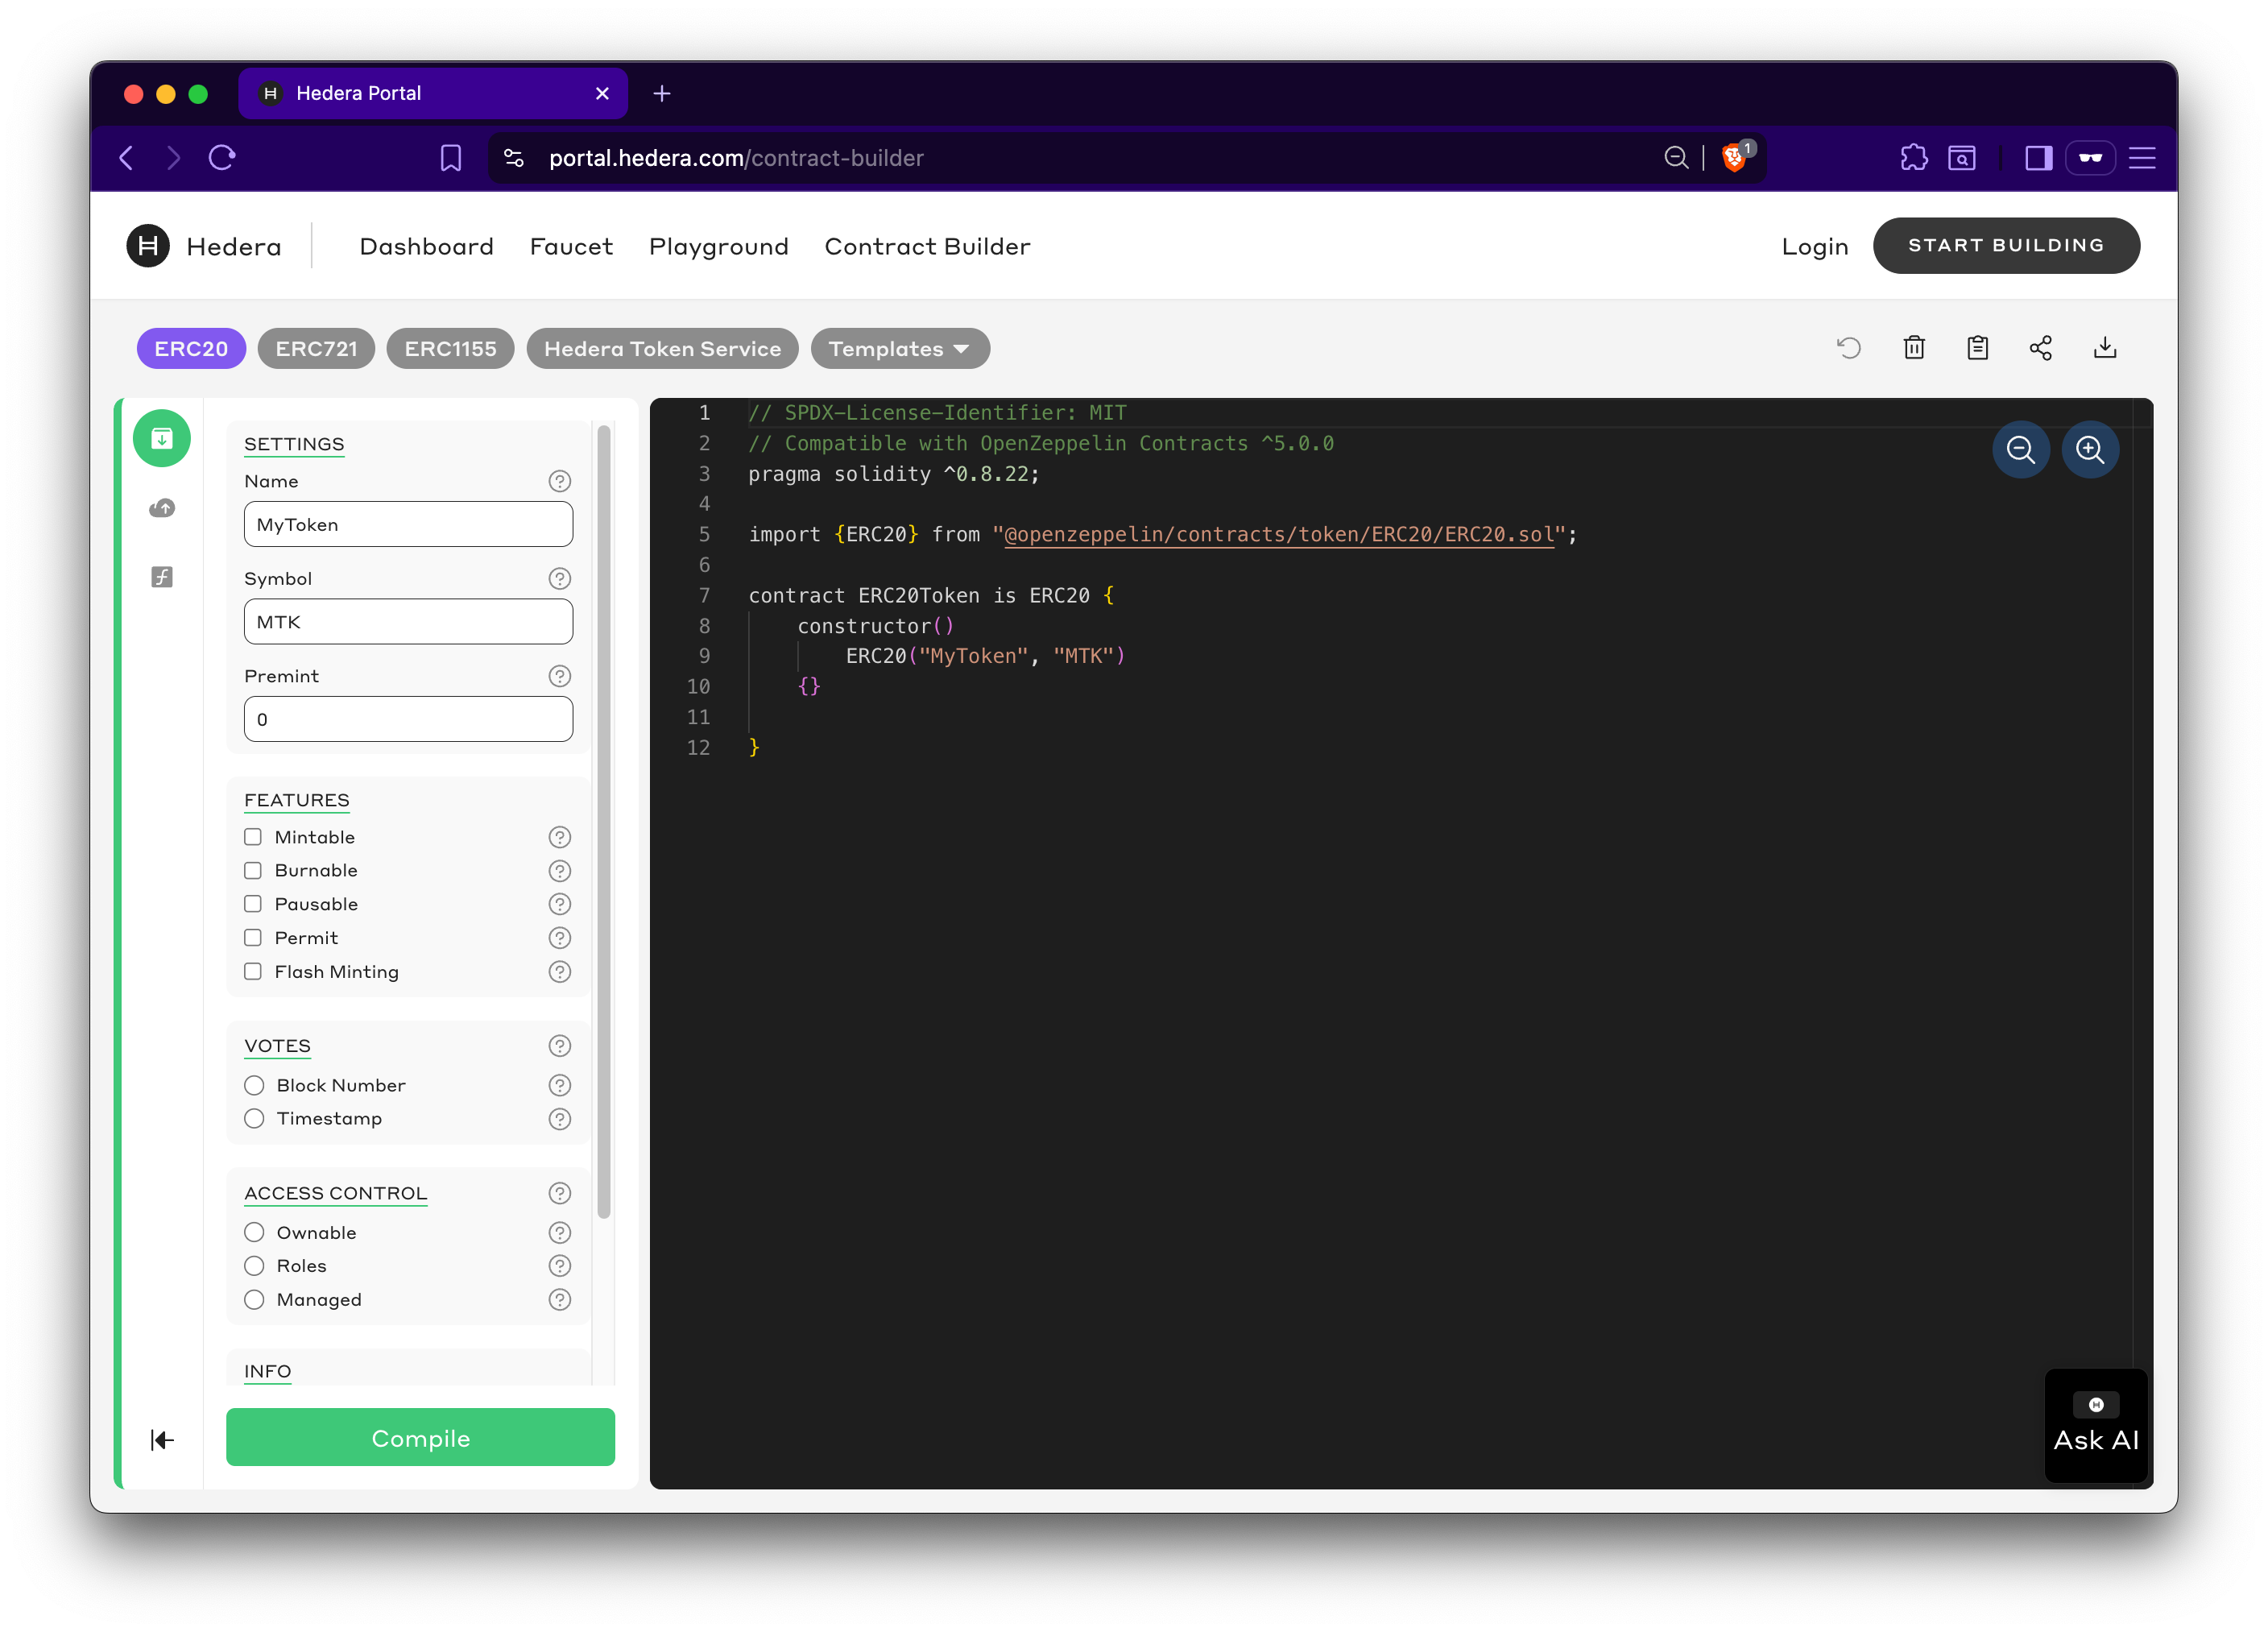 Hedera Portal
portal.hedera.com/contract-builder
1
Hedera
Dashboard Faucet Playground Contract Builder
Login START BUILDING
ERC20 ERC721 ERC1155 Hedera Token Service Templates
SETTINGS
Name
MyToken
Symbol
MTK
Premint
0
FEATURES
Mintable
Burnable
Pausable
Permit
Flash Minting
VOTES
Block Number
Timestamp
ACCESS CONTROL
Ownable
Roles
Managed
INFO
Compile
1 // SPDX-License-Identifier: MIT
2 // Compatible with OpenZeppelin Contracts ^5.0.0
3 pragma solidity ^0.8.22;
4
5 import {ERC20} from "@openzeppelin/contracts/token/ERC20/ERC20.sol";
6
7 contract ERC20Token is ERC20 {
8 constructor()
9 ERC20("MyToken", "MTK")
10 {}
11
12 }
Ask AI